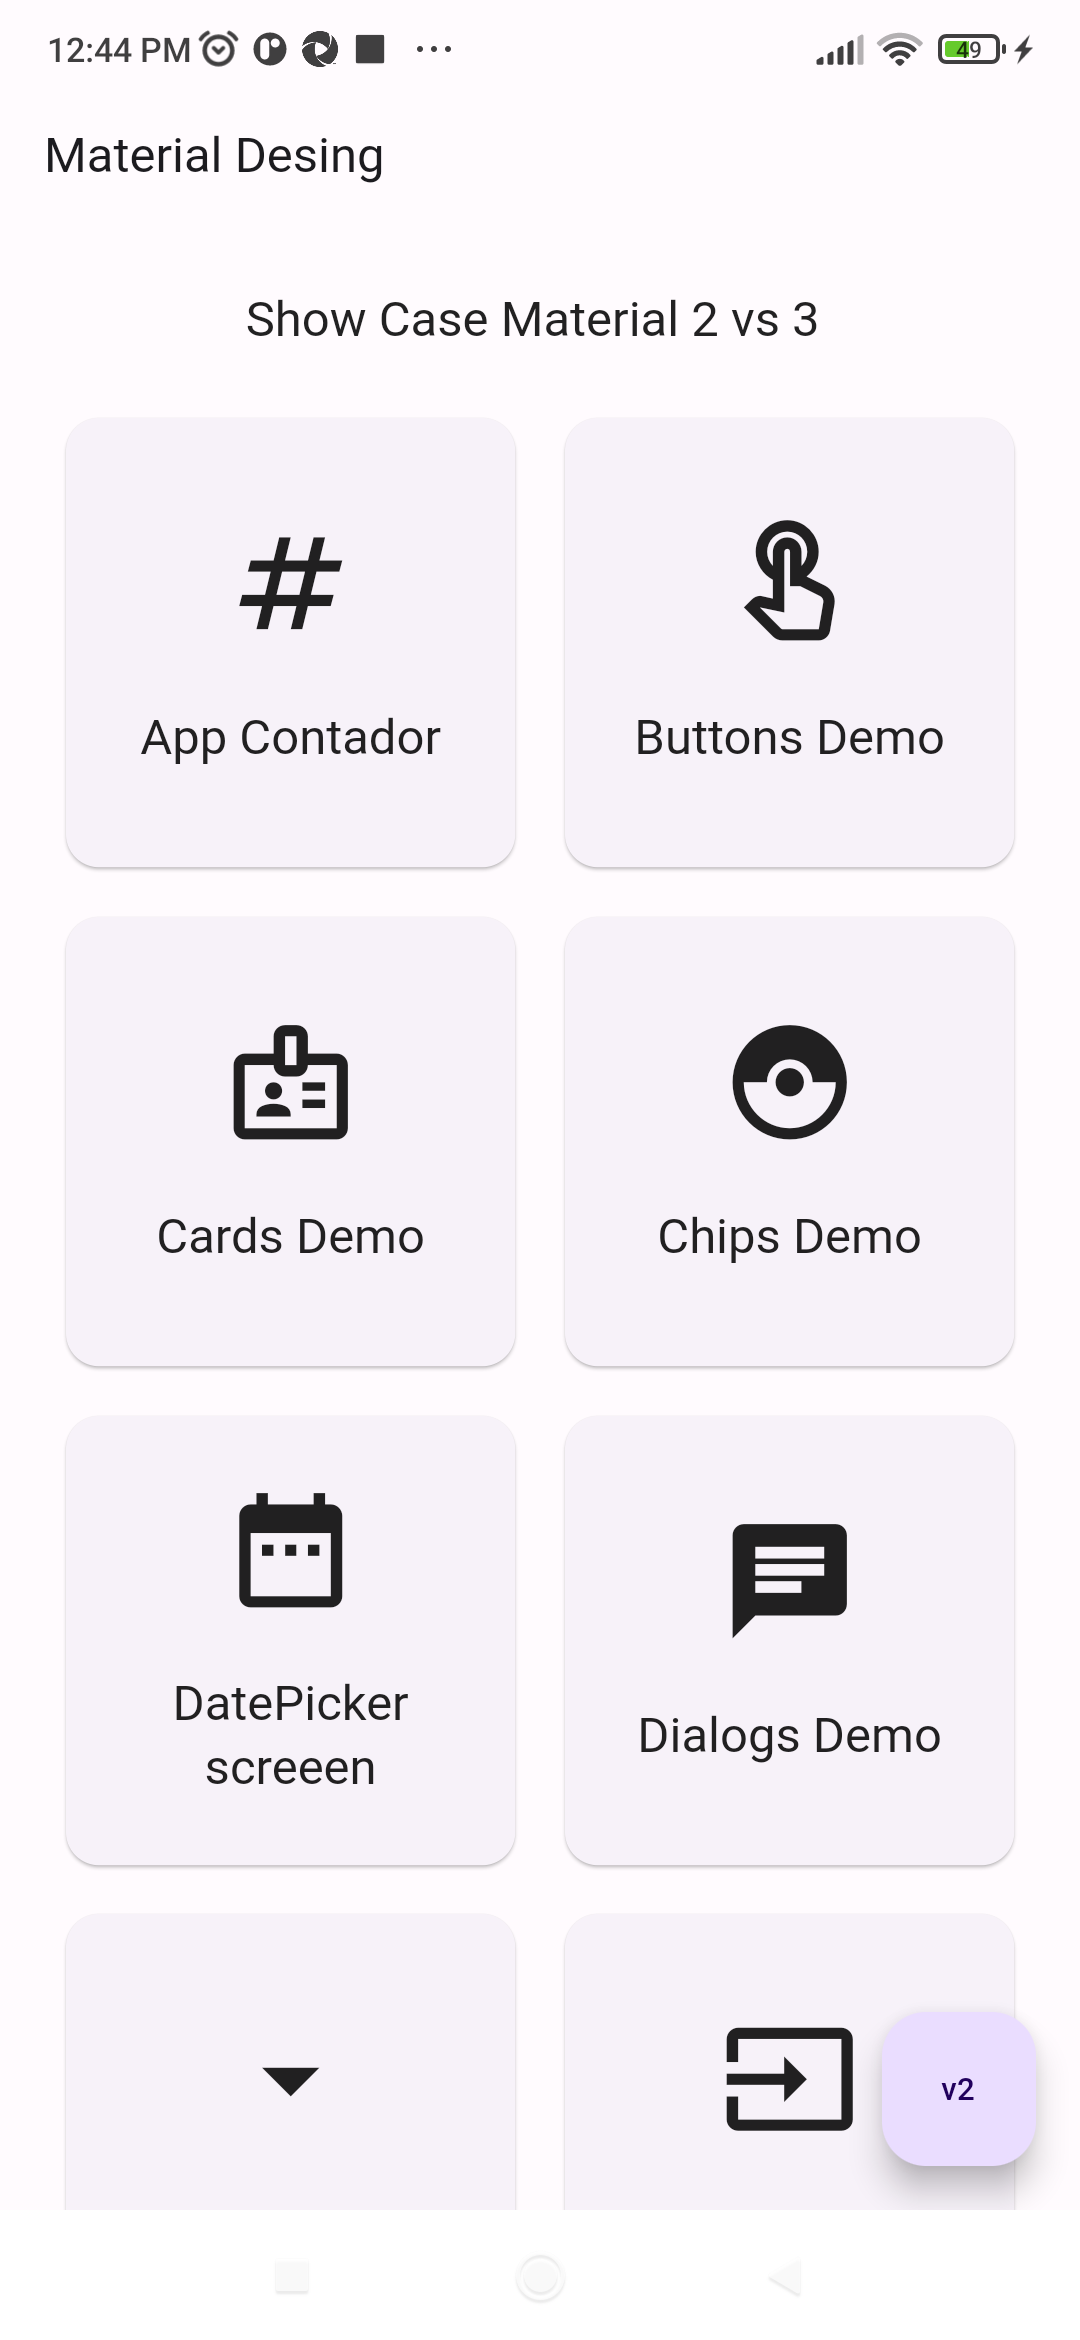 12:44 PM
49
Material Desing
Show Case Material 2 vs 3
App Contador
Buttons Demo
Cards Demo
Chips Demo
DatePicker
screeen
Dialogs Demo
v2